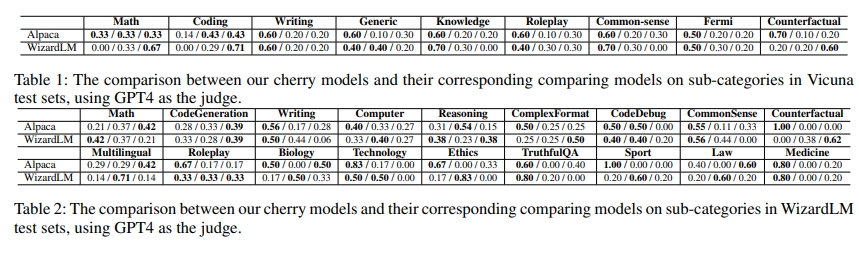 Math Coding Writing Generic Knowledge Roleplay Common-sense Fermi Counterfactual
Alpaca 0.33 / 0.33 / 0.33 0.14 / 0.43 / 0.43 0.60 / 0.20 / 0.20 0.60 / 0.10 / 0.30 0.60 / 0.20 / 0.20 0.60 / 0.10 / 0.30 0.60 / 0.20 / 0.30 0.50 / 0.20 / 0.20 0.70 / 0.10 / 0.20
WizardLM 0.00 / 0.33 / 0.67 0.00 / 0.29 / 0.71 0.60 / 0.20 / 0.20 0.40 / 0.40 / 0.20 0.70 / 0.30 / 0.00 0.40 / 0.30 / 0.30 0.70 / 0.30 / 0.00 0.50 / 0.30 / 0.20 0.20 / 0.20 / 0.60
Table 1: The comparison between our cherry models and their corresponding comparing models on sub-categories in Vicuna
test sets, using GPT4 as the judge.
Math CodeGeneration Writing Computer Reasoning ComplexFormat CodeDebug CommonSense Counterfactual
Alpaca 0.21 / 0.37 / 0.42 0.28 / 0.33 / 0.39 0.56 / 0.17 / 0.28 0.40 / 0.33 / 0.27 0.31 / 0.54 / 0.15 0.50 / 0.25 / 0.25 0.50 / 0.50 / 0.00 0.55 / 0.11 / 0.33 1.00 / 0.00 / 0.00
WizardLM 0.42 / 0.37 / 0.21 0.33 / 0.28 / 0.39 0.50 / 0.44 / 0.06 0.33 / 0.40 / 0.27 0.38 / 0.23 / 0.38 0.25 / 0.25 / 0.50 0.40 / 0.40 / 0.20 0.56 / 0.44 / 0.00 0.00 / 0.38 / 0.62
Multilingual Roleplay Biology Technology Ethics TruthfulQA Sport Law Medicine
Alpaca 0.29 / 0.29 / 0.42 0.67 / 0.17 / 0.17 0.50 / 0.00 / 0.50 0.83 / 0.17 / 0.00 0.67 / 0.00 / 0.33 0.60 / 0.00 / 0.40 1.00 / 0.00 / 0.00 0.40 / 0.00 / 0.60 0.80 / 0.00 / 0.20
WizardLM 0.14 / 0.71 / 0.14 0.33 / 0.33 / 0.33 0.17 / 0.50 / 0.33 0.50 / 0.50 / 0.00 0.17 / 0.83 / 0.00 0.80 / 0.20 / 0.00 0.20 / 0.60 / 0.20 0.20 / 0.60 / 0.20 0.80 / 0.00 / 0.20
Table 2: The comparison between our cherry models and their corresponding comparing models on sub-categories in WizardLM
test sets, using GPT4 as the judge.